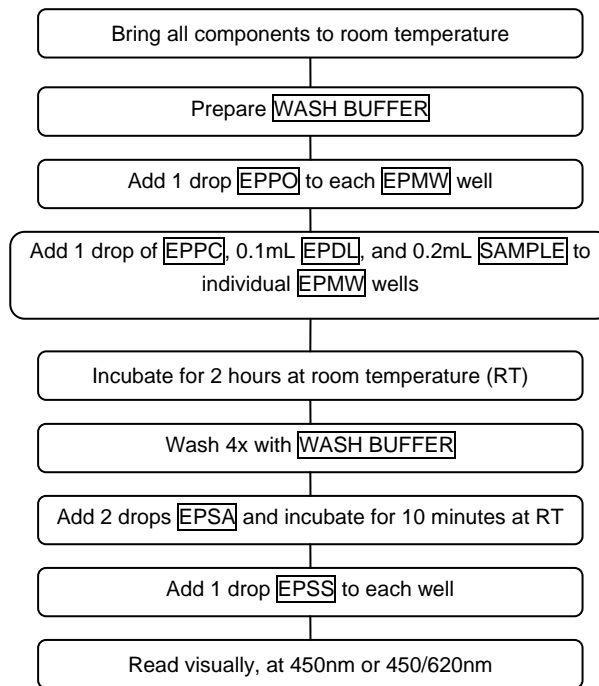 Bring all components to room temperature
Prepare WASH BUFFER
Add 1 drop EPPO to each EPMW well
Add 1 drop of EPPC, 0.1mL EPDL, and 0.2mL SAMPLE to
individual EPMW wells
Incubate for 2 hours at room temperature (RT)
Wash 4x with WASH BUFFER
Add 2 drops EPSA and incubate for 10 minutes at RT
Add 1 drop EPSS to each well
Read visually, at 450nm or 450/620nm